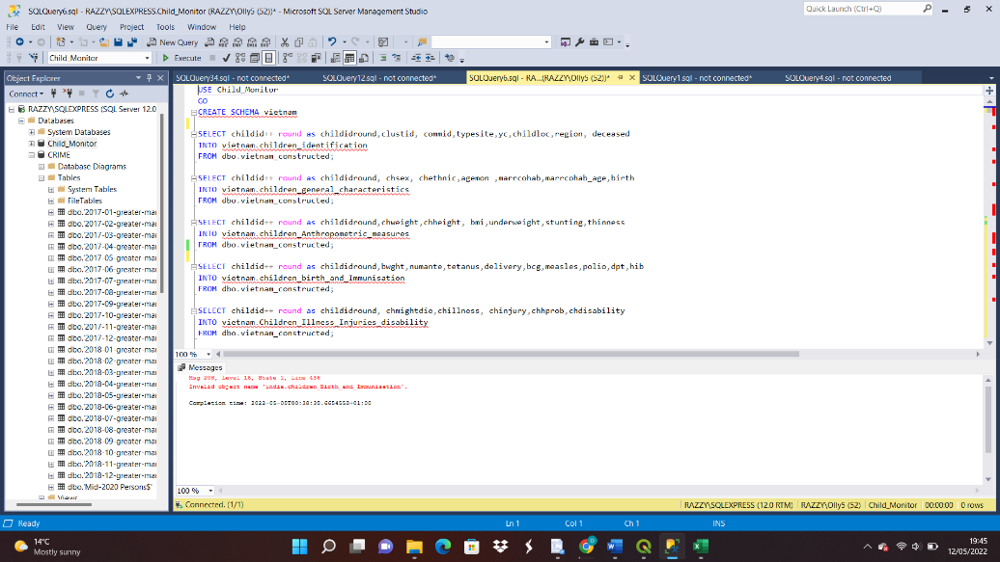 SQLQuery6.sql - RAZZY\SQLEXPRESS.Child_Monitor (RAZZY\Olly5 (52))* - Microsoft SQL Server Management Studio
Quick Launch (Ctrl+Q)
File Edit View Query Project Tools Window Help
New Query
Child_Monitor Execute
Object Explorer
SQLQuery34.sql - not connected* SQLQuery12.sql - not connected* SQLQuery6.sql - RA...(RAZZY\Olly5 (52))* SQLQuery1.sql - not connected* SQLQuery4.sql - not connected*
Connect
RAZZY\SQLEXPRESS (SQL Server 12.0
Databases
System Databases
Child_Monitor
CRIME
Database Diagrams
Tables
System Tables
FileTables
dbo.'2017-01-greater-mai
dbo.'2017-02-greater-mai
dbo.'2017-03-greater-mai
dbo.'2017-04-greater-mai
dbo.'2017-05-greater-mai
dbo.'2017-06-greater-mai
dbo.'2017-07-greater-mai
dbo.'2017-08-greater-mai
dbo.'2017-09-greater-mai
dbo.'2017-10-greater-mai
dbo.'2017-11-greater-mai
dbo.'2017-12-greater-mai
dbo.'2018-01-greater-mai
dbo.'2018-02-greater-mai
dbo.'2018-03-greater-mai
dbo.'2018-04-greater-mai
dbo.'2018-05-greater-mai
dbo.'2018-06-greater-mai
dbo.'2018-07-greater-mai
dbo.'2018-08-greater-mai
dbo.'2018-09-greater-mai
dbo.'2018-10-greater-mai
dbo.'2018-11-greater-mai
dbo.'2018-12-greater-mai
dbo.'Mid-2020 Persons$'
Views
USE Child_Monitor
GO
CREATE SCHEMA vietnam
SELECT childid++ round as childidround,clustid, commid,typesite,yc,childloc,region, deceased
INTO vietnam.children_identification
FROM dbo.vietnam_constructed;
SELECT childid++ round as childidround, chsex, chethnic,agemon ,marrcohab,marrcohab_age,birth
INTO vietnam.children_general_characteristics
FROM dbo.vietnam_constructed;
SELECT childid++ round as childidround,chweight,chheight, bmi,underweight,stunting,thinness
INTO vietnam.children_Anthropometric_measures
FROM dbo.vietnam_constructed;
SELECT childid++ round as childidround,bwght,numante,tetanus,delivery,bcg,measles,polio,dpt,hib
INTO vietnam.children_birth_and_Immunisation
FROM dbo.vietnam_constructed;
SELECT childid++ round as childidround, chmightdie,chillness, chinjury,chhprob,chdisability
INTO vietnam.Children_Illness_Injuries_disability
FROM dbo.vietnam_constructed;
100 %
Messages
Msg 208, Level 16, State 1, Line 436
Invalid object name 'india.children_Birth_and_Immunisation'.
Completion time: 2022-05-05T00:30:39.6654558+01:00
100 %
Connected. (1/1) RAZZY\SQLEXPRESS (12.0 RTM) RAZZY\Olly5 (52) Child_Monitor 00:00:00 0 rows
Ready Ln 1 Col 1 Ch 1 INS
14°C
Mostly sunny
19:45
12/05/2022